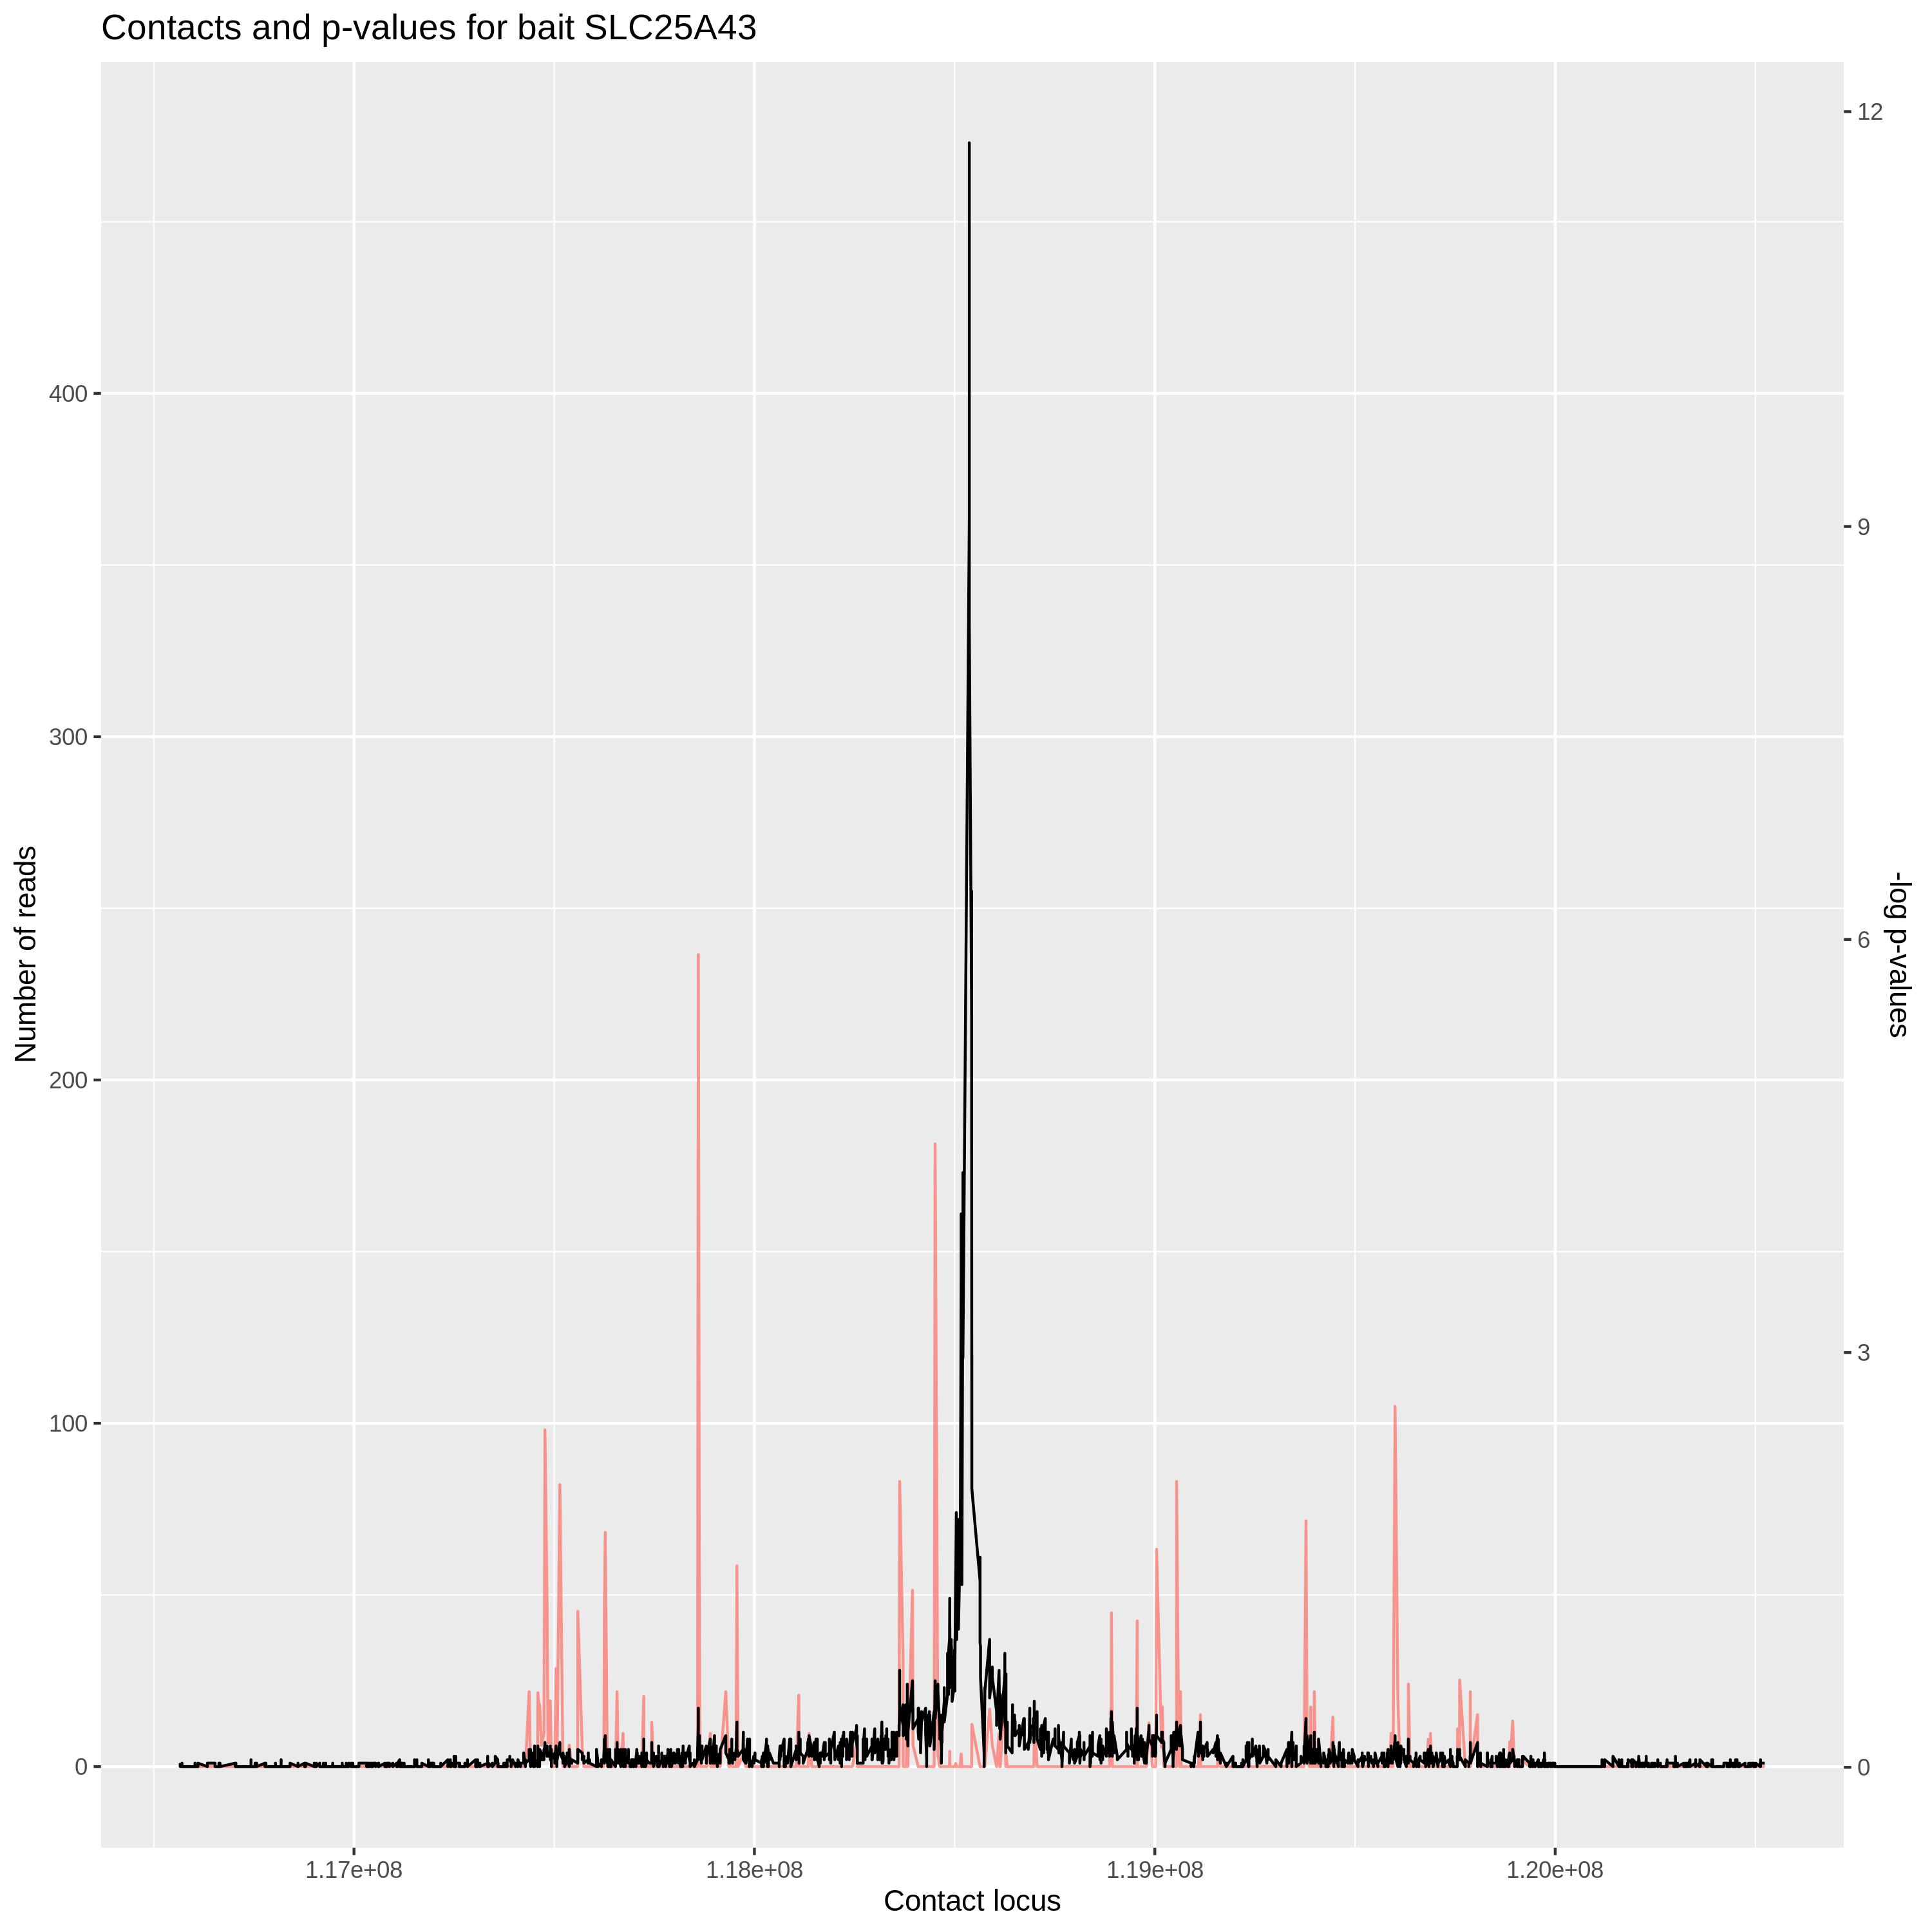 Contacts and p-values for bait SLC25A43
Number of reads
400
300
200
100
0
12
9
6
3
0
-log p-values
1.17e+08 1.18e+08 1.19e+08 1.20e+08
Contact locus